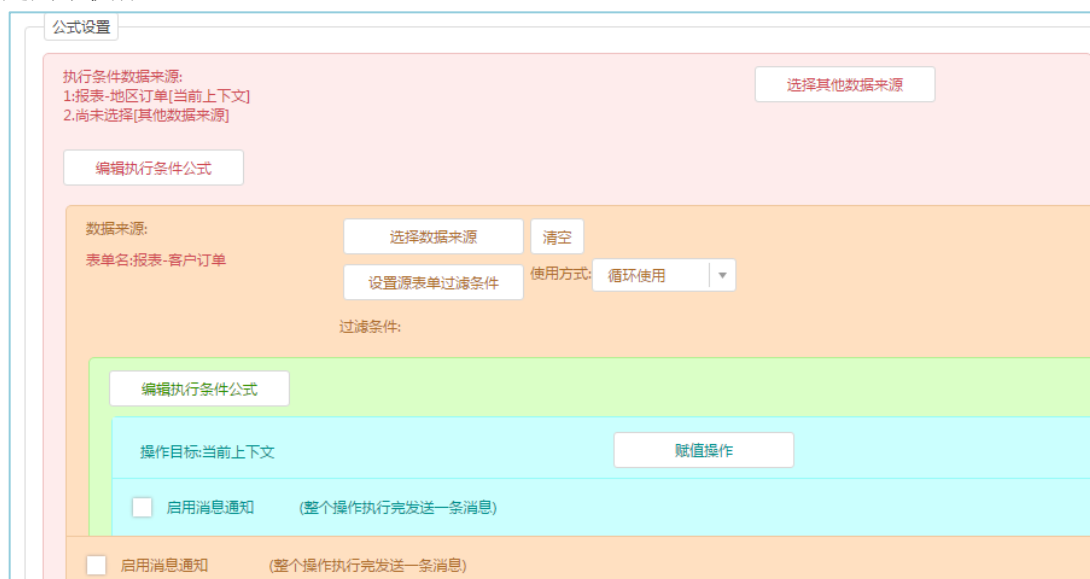 公式设置
执行条件数据来源:
选择其他数据来源
1:报表-地区订单[当前上下文]
2.尚未选择[其他数据来源]
编辑执行条件公式
数据来源:
选择数据来源
清空
表单名:报表-客户订单
设置源表单过滤条件
使用方式:
循环使用
过滤条件:
编辑执行条件公式
操作目标:当前上下文
赋值操作
启用消息通知
(整个操作执行完发送一条消息)
启用消息通知
(整个操作执行完发送一条消息)